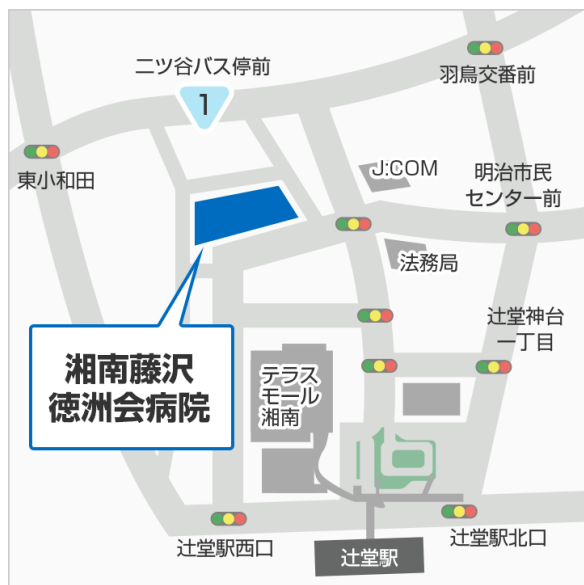 二ツ谷バス停前
1
羽鳥交番前
東小和田
J:COM
明治市民
センター前
法務局
湘南藤沢
徳洲会病院
テラス
モール
湘南
辻堂神台
一丁目
辻堂駅西口
辻堂駅北口
辻堂駅